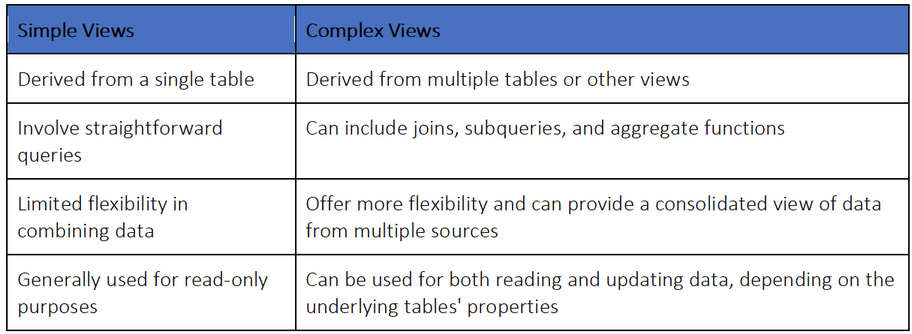 Simple Views
Complex Views
Derived from a single table
Derived from multiple tables or other views
Involve straightforward
queries
Can include joins, subqueries, and aggregate functions
Limited flexibility in
combining data
Offer more flexibility and can provide a consolidated view of data
from multiple sources
Generally used for read-only
purposes
Can be used for both reading and updating data, depending on the
underlying tables' properties